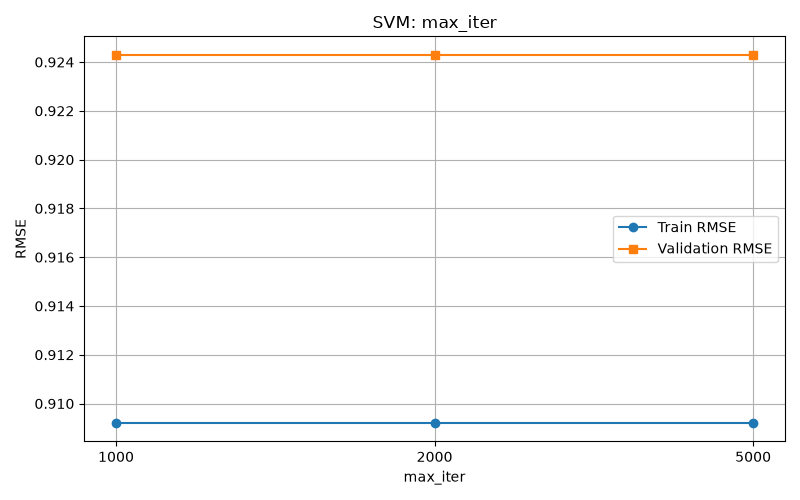 SVM: max_iter
0.924
0.922
0.920
0.918
0.916
0.914
0.912
0.910
RMSE
Train RMSE
Validation RMSE
1000 2000 5000
max_iter